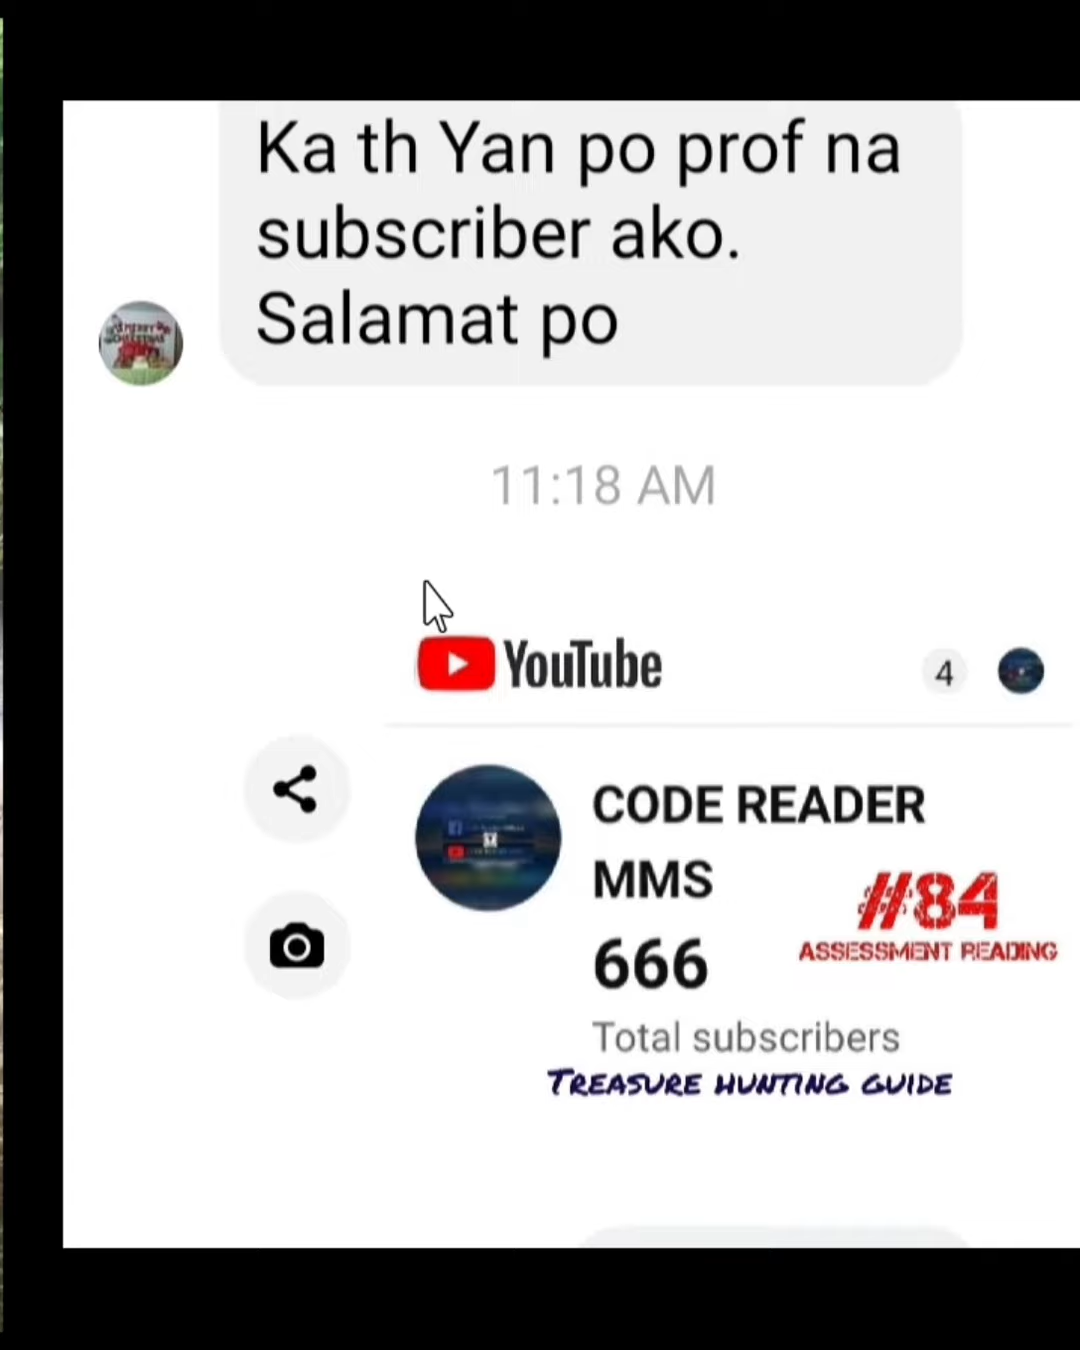 Ka th Yan po prof na
subscriber ako.
Salamat po
11:18 AM
YouTube
4
CODE READER
MMS
666
Total subscribers
#84
ASSESSMENT READING
TREASURE HUNTING GUIDE